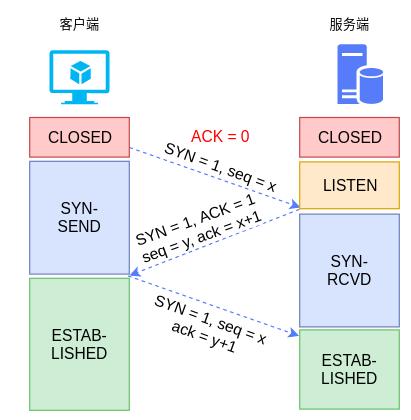 客户端
服务端
CLOSED
ACK = 0
CLOSED
SYN = 1, seq = x
LISTEN
SYN-
SEND
SYN = 1, ACK = 1
seq = y, ack = x+1
SYN-
RCVD
SYN = 1, seq = x
ack = y+1
ESTAB-
LISHED
ESTAB-
LISHED